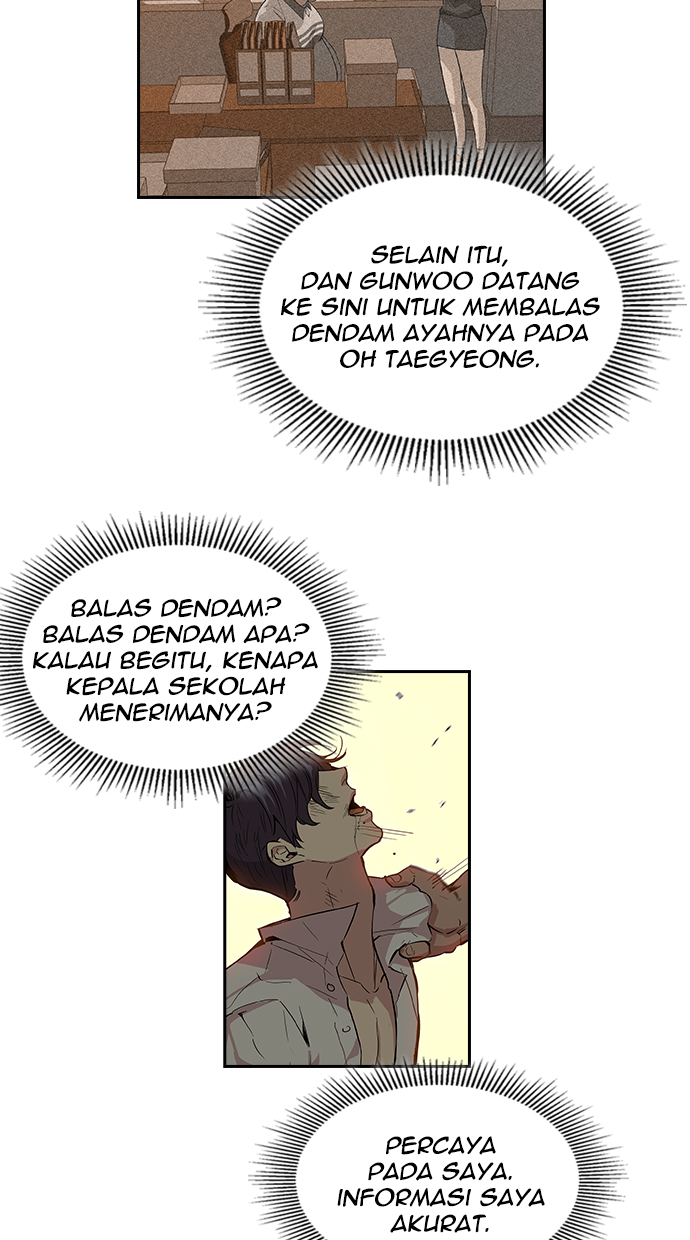 SELAIN ITU,
DAN GUNWOO DATANG
KE SINI UNTUK MEMBALAS
DENDAM AYAHNYA PADA
OH TAEGYEONG.
BALAS DENDAM?
BALAS DENDAM APA?
KALAU BEGITU, KENAPA
KEPALA SEKOLAH
MENERIMANYA?
PERCAYA
PADA SAYA.
INFORMASI SAYA
AKURAT.